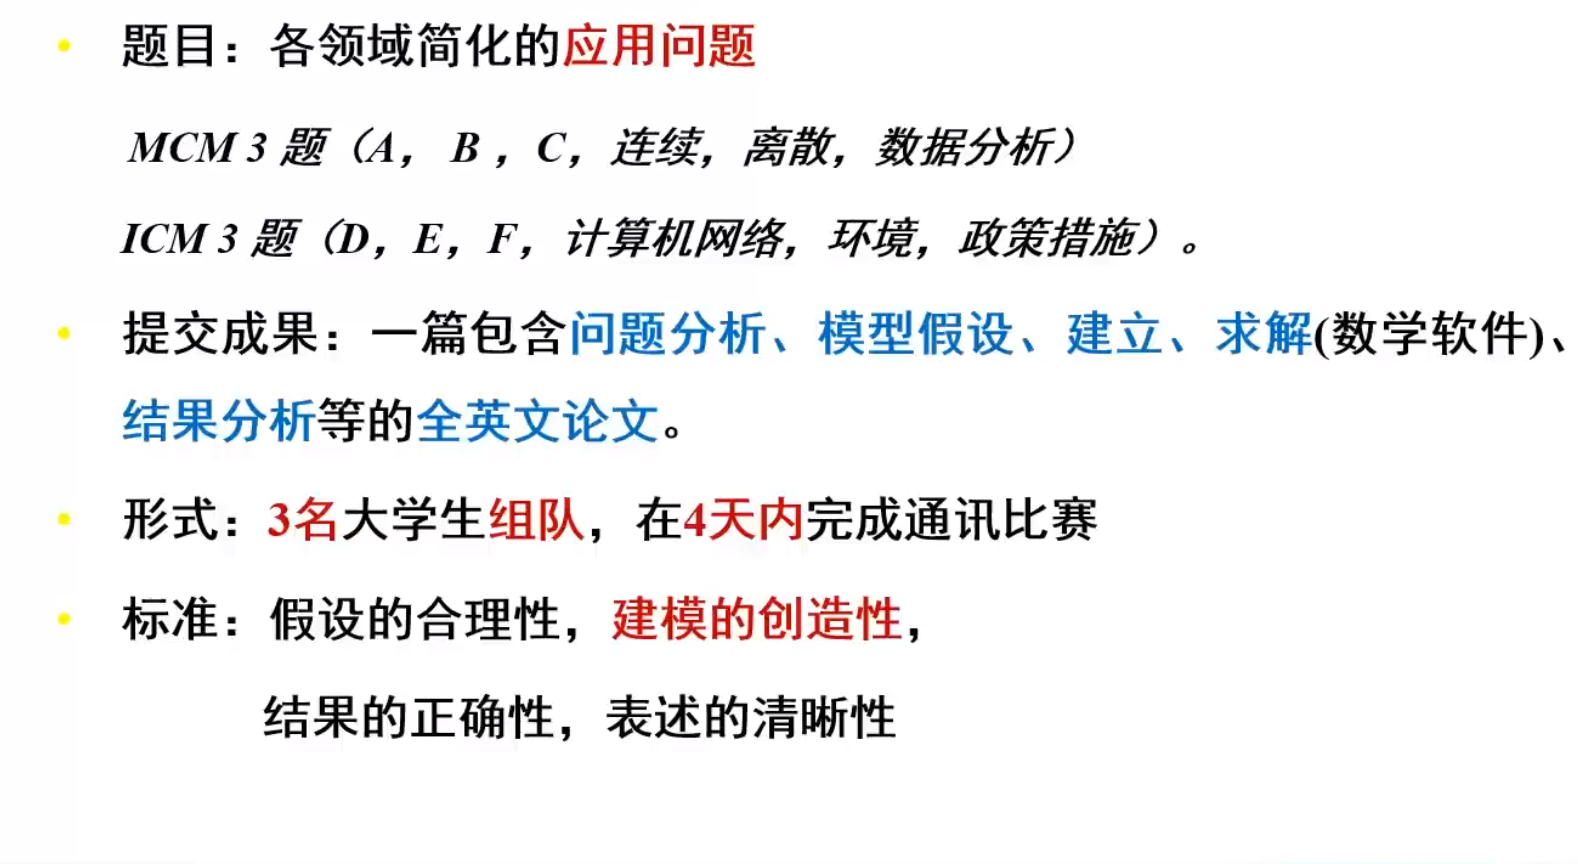 • 题目：各领域简化的应用问题
MCM 3 题（A， B ，C，连续，离散，数据分析）
ICM 3 题（D，E，F，计算机网络，环境，政策措施）。
• 提交成果：一篇包含问题分析、模型假设、建立、求解(数学软件)、
结果分析等的全英文论文。
• 形式：3名大学生组队，在4天内完成通讯比赛
• 标准：假设的合理性，建模的创造性，
结果的正确性，表述的清晰性